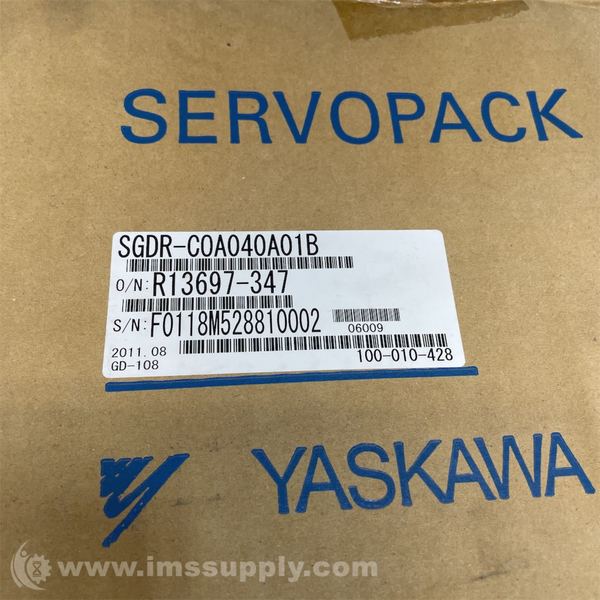 SERVOPACK
SGDR-COA040A01B
O/N: R13697-347
S/N: F0118M528810002
06009
2011.08
100-010-428
GD-108
YASKAWA
www.imssupply.com